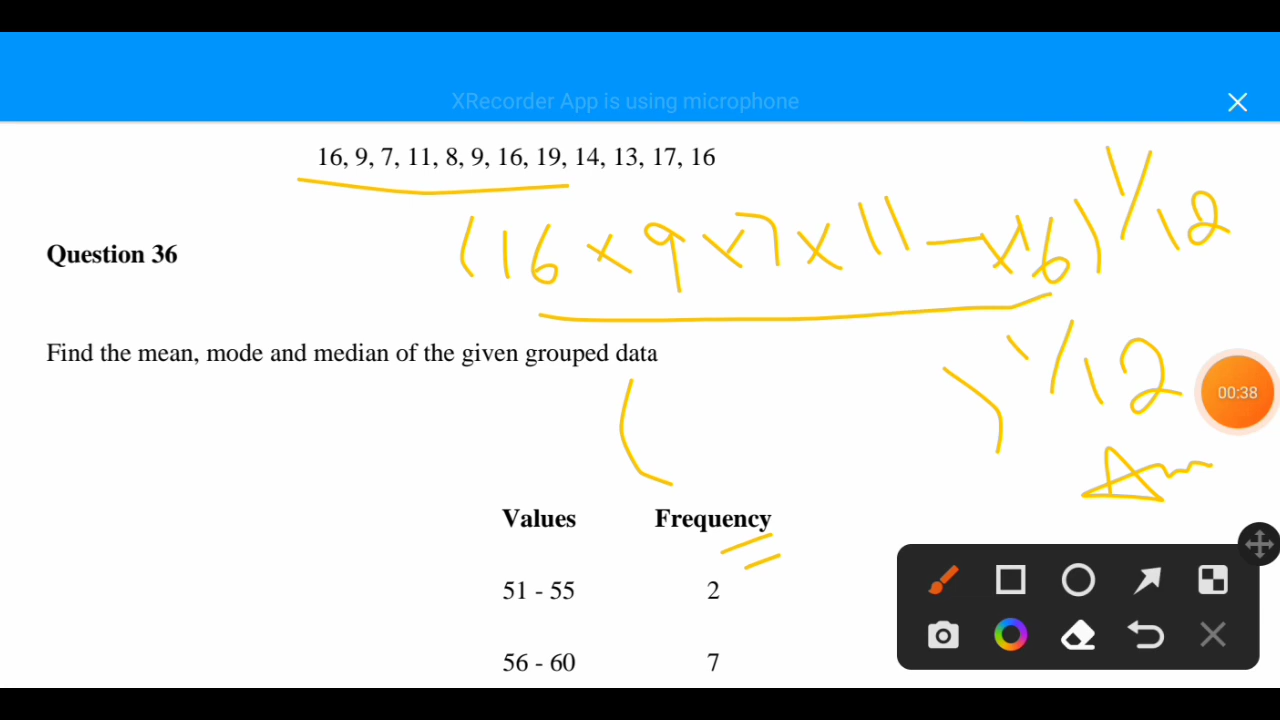 XRecorder App is using microphone
16, 9, 7, 11, 8, 9, 16, 19, 14, 13, 17, 16
(16 × 9 × 7 × 11 — × 16) 1/12
Question 36
Find the mean, mode and median of the given grouped data
( ) 1/12
00:38
Values Frequency
51 - 55 2
56 - 60 7